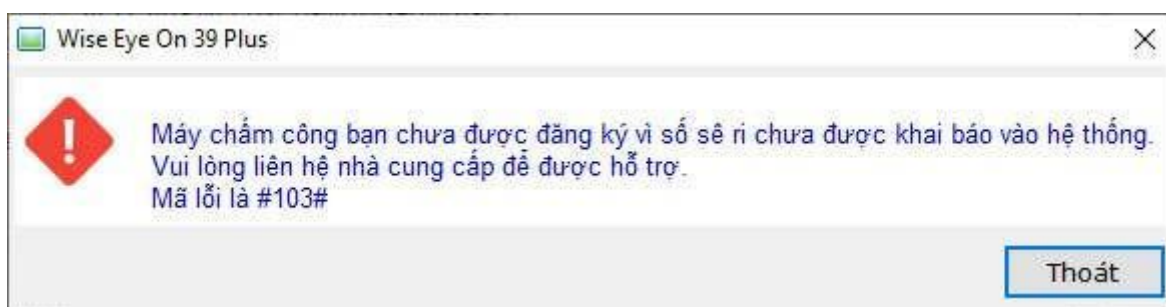 Wise Eye On 39 Plus
Máy chấm công bạn chưa được đăng ký vì số sê ri chưa được khai báo vào hệ thống.
Vui lòng liên hệ nhà cung cấp để được hỗ trợ.
Mã lỗi là #103#
Thoát